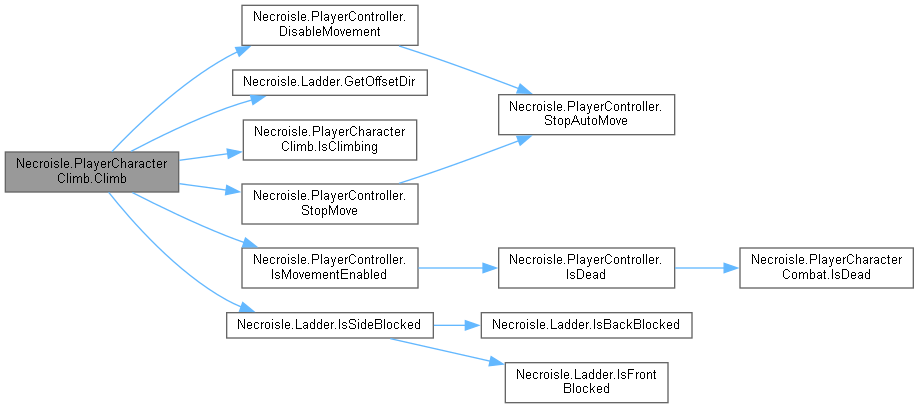 Necroisle.PlayerCharacter
Climb.Climb
Necroisle.PlayerController.
DisableMovement
Necroisle.Ladder.GetOffsetDir
Necroisle.PlayerCharacter
Climb.IsClimbing
Necroisle.PlayerController.
StopMove
Necroisle.PlayerController.
IsMovementEnabled
Necroisle.Ladder.IsSideBlocked
Necroisle.PlayerController.
StopAutoMove
Necroisle.PlayerController.
IsDead
Necroisle.Ladder.IsBackBlocked
Necroisle.Ladder.IsFront
Blocked
Necroisle.PlayerCharacter
Combat.IsDead